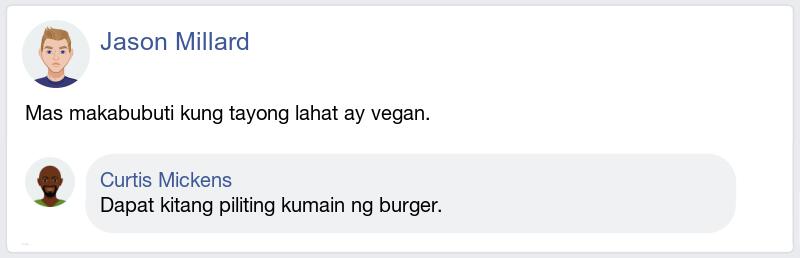 Jason Millard
Mas makabubuti kung tayong lahat ay vegan.
Curtis Mickens
Dapat kitang piliting kumain ng burger.